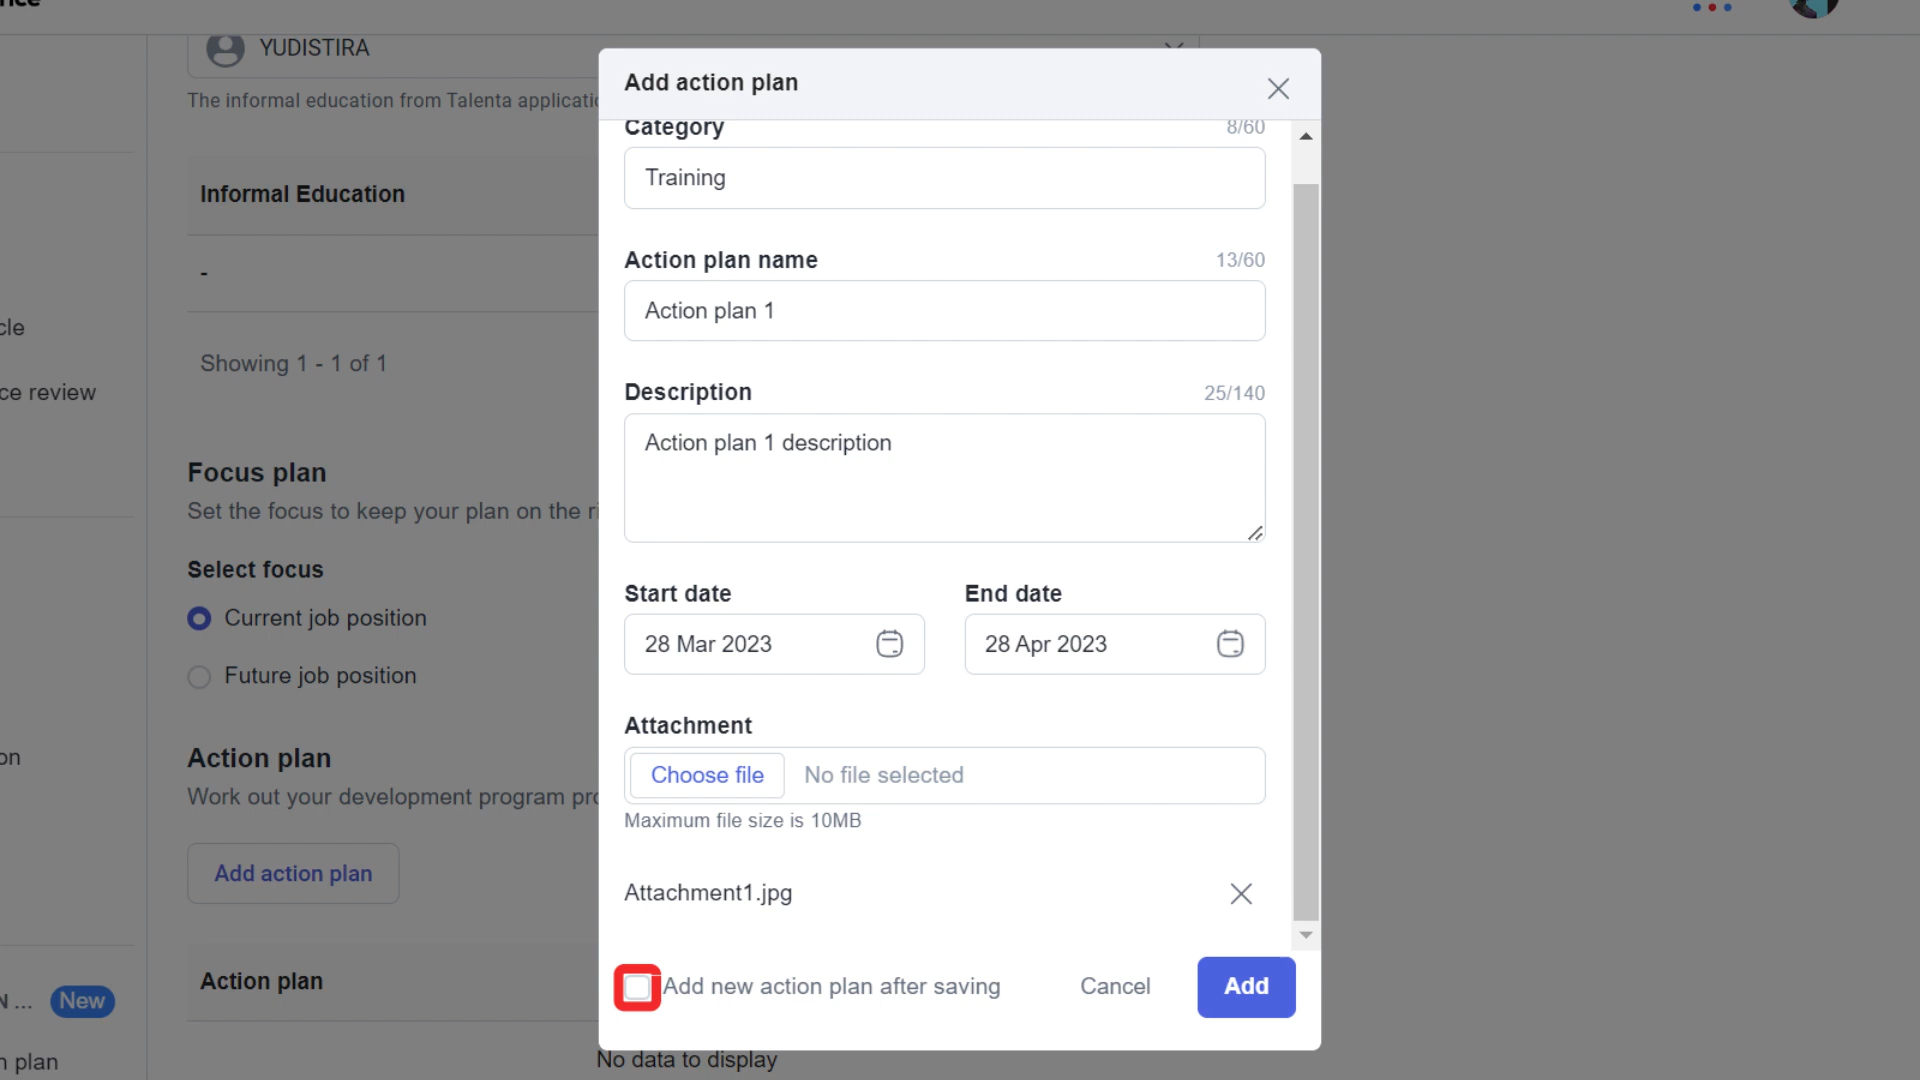 YUDISTIRA
The informal education from Talenta
Informal Education
-
Showing 1 - 1 of 1
review
Focus plan
Set the focus to keep your plan on the
Select focus
Current job position
Future job position
Action plan
Work out your development program
Add action plan
Action plan
New
plan
No data to display
Add action plan
Category 8/60
Training
Action plan name 13/60
Action plan 1
Description 25/140
Action plan 1 description
Start date End date
28 Mar 2023 28 Apr 2023
Attachment
Choose file No file selected
Maximum file size is 10MB
Attachment1.jpg
Add new action plan after saving Cancel Add